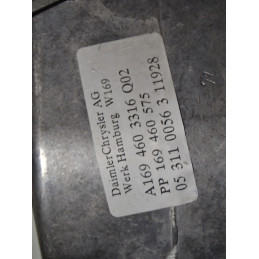 DaimlerChrysler AG
Werk Hamburg W169
A169 460 3316 Q02
PP 169 460 575
05 311 0056 3 11928